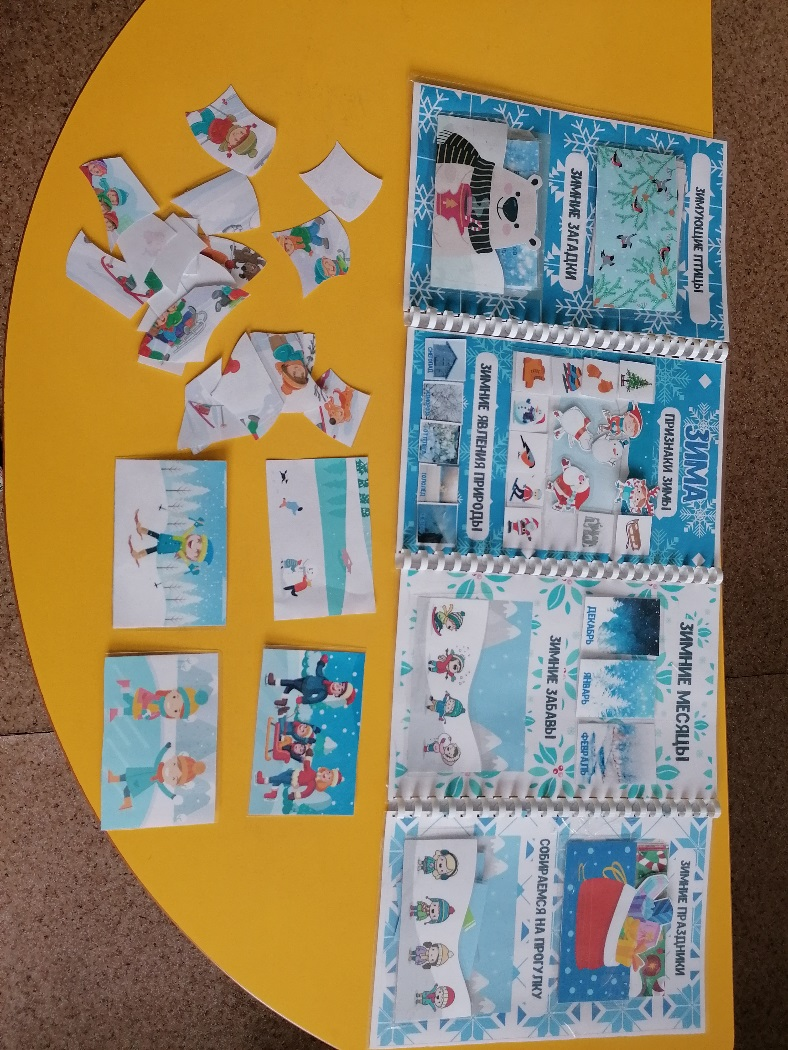 ЗИМУЮЩИЕ ПТИЦЫ
ЗИМНИЕ ЗАГАДКИ
ЗИМА
ПРИЗНАКИ ЗИМЫ
ЗИМНИЕ ЯВЛЕНИЯ ПРИРОДЫ
СНЕГОПАД
ЗИМНИЕ МЕСЯЦЫ
ДЕКАБРЬ
ЯНВАРЬ
ФЕВРАЛЬ
ЗИМНИЕ ЗАБАВЫ
ЗИМНИЕ ПРАЗДНИКИ
СОБИРАЕМСЯ НА ПРОГУЛКУ